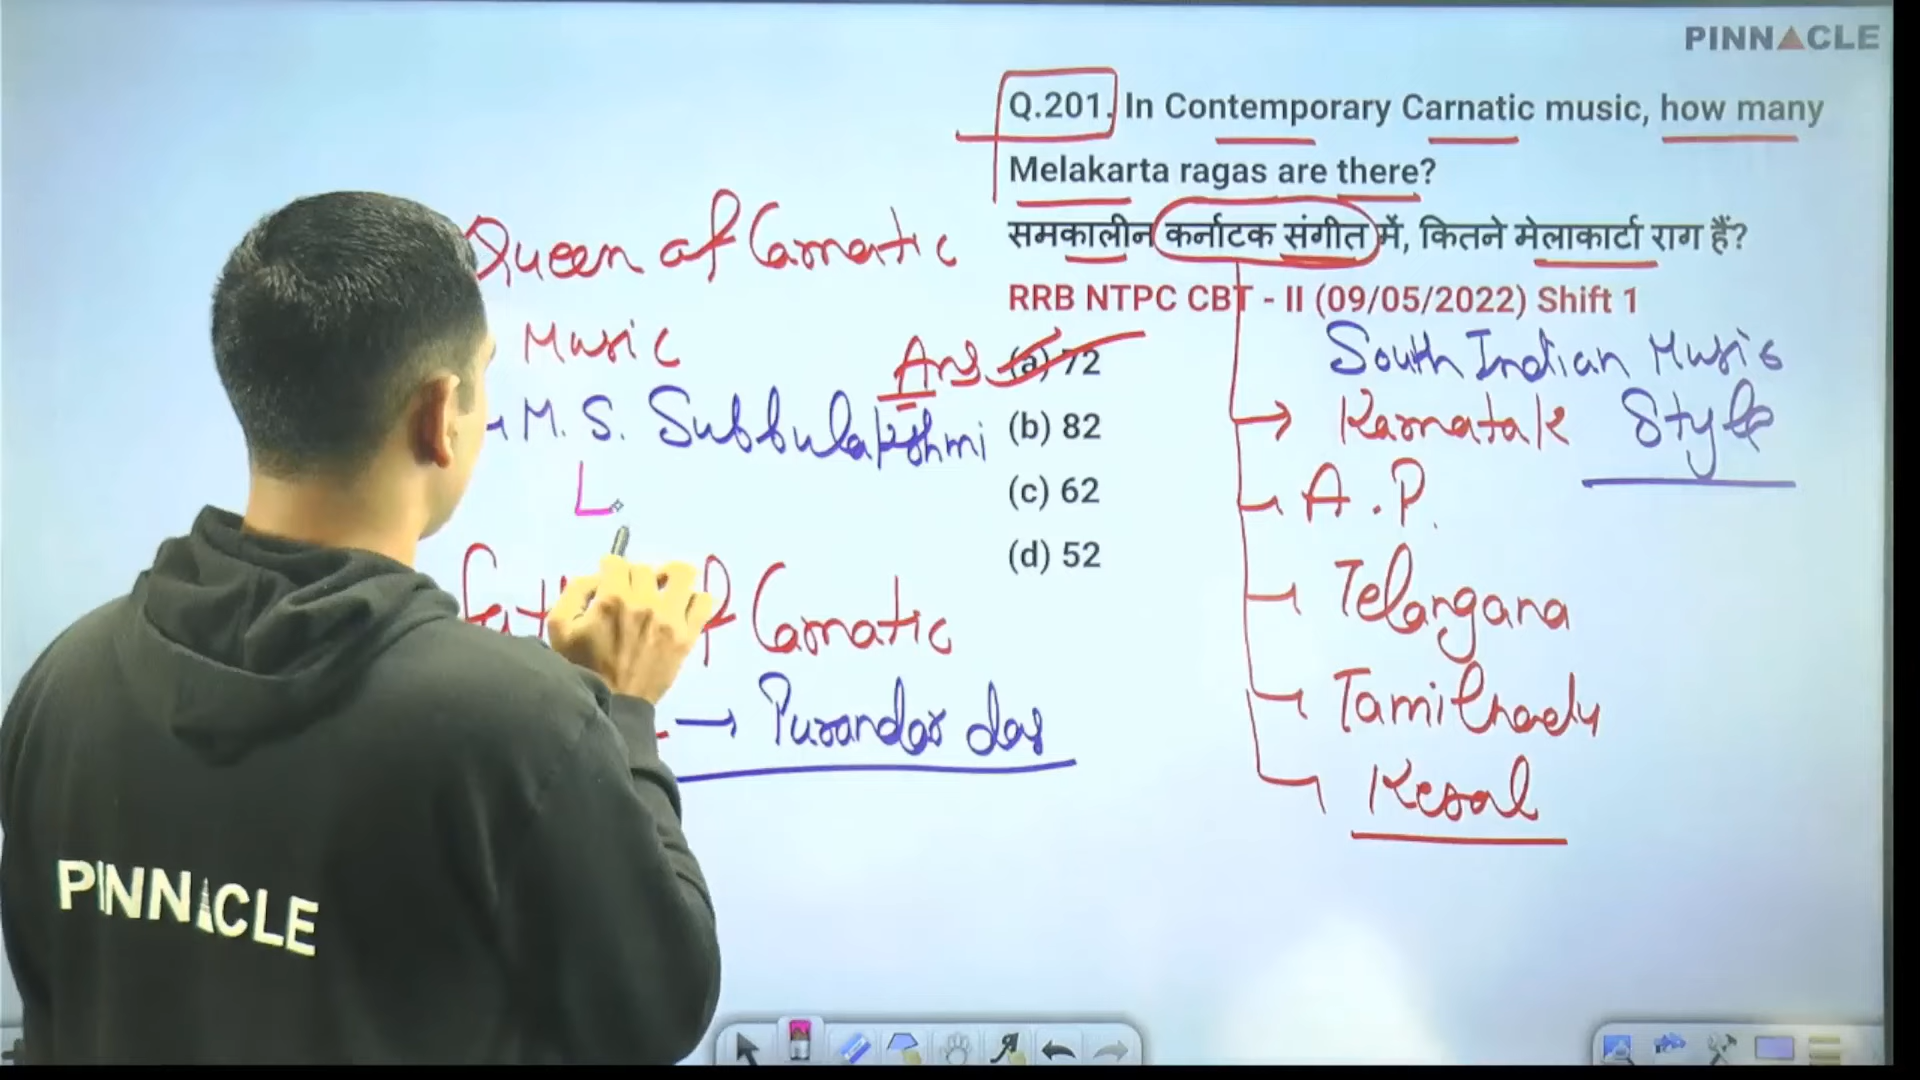 PINNACLE
Q.201. In Contemporary Carnatic music, how many
Melakarta ragas are there?
समकालीन कर्नाटक संगीत में, कितने मेलाकार्टा राग हैं?
RRB NTPC CBT - II (09/05/2022) Shift 1
Ans (a) 72
(b) 82
(c) 62
(d) 52
Queen of Carnatic
Music
M. S. Subbulakshmi
L
of Carnatic
→ Purandar das
South Indian Music
Style
Karnatak
A.P.
Telangana
Tamilnadu
Keral
PINNACLE